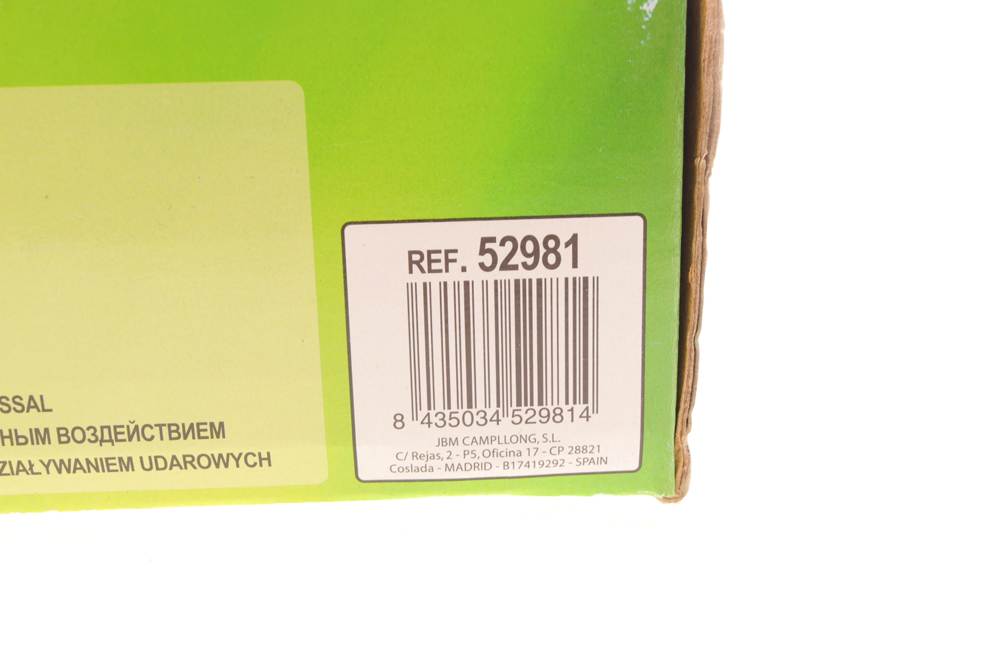 SSAL
НЫМ ВОЗДЕЙСТВИЕМ
ZIAŁYWANIEM UDAROWYCH
REF. 52981
8 435034 529814
JBM CAMPLLONG, S.L.
C/ Rejas, 2 - P5, Oficina 17 - CP 28821
Coslada - MADRID - B17419292 - SPAIN